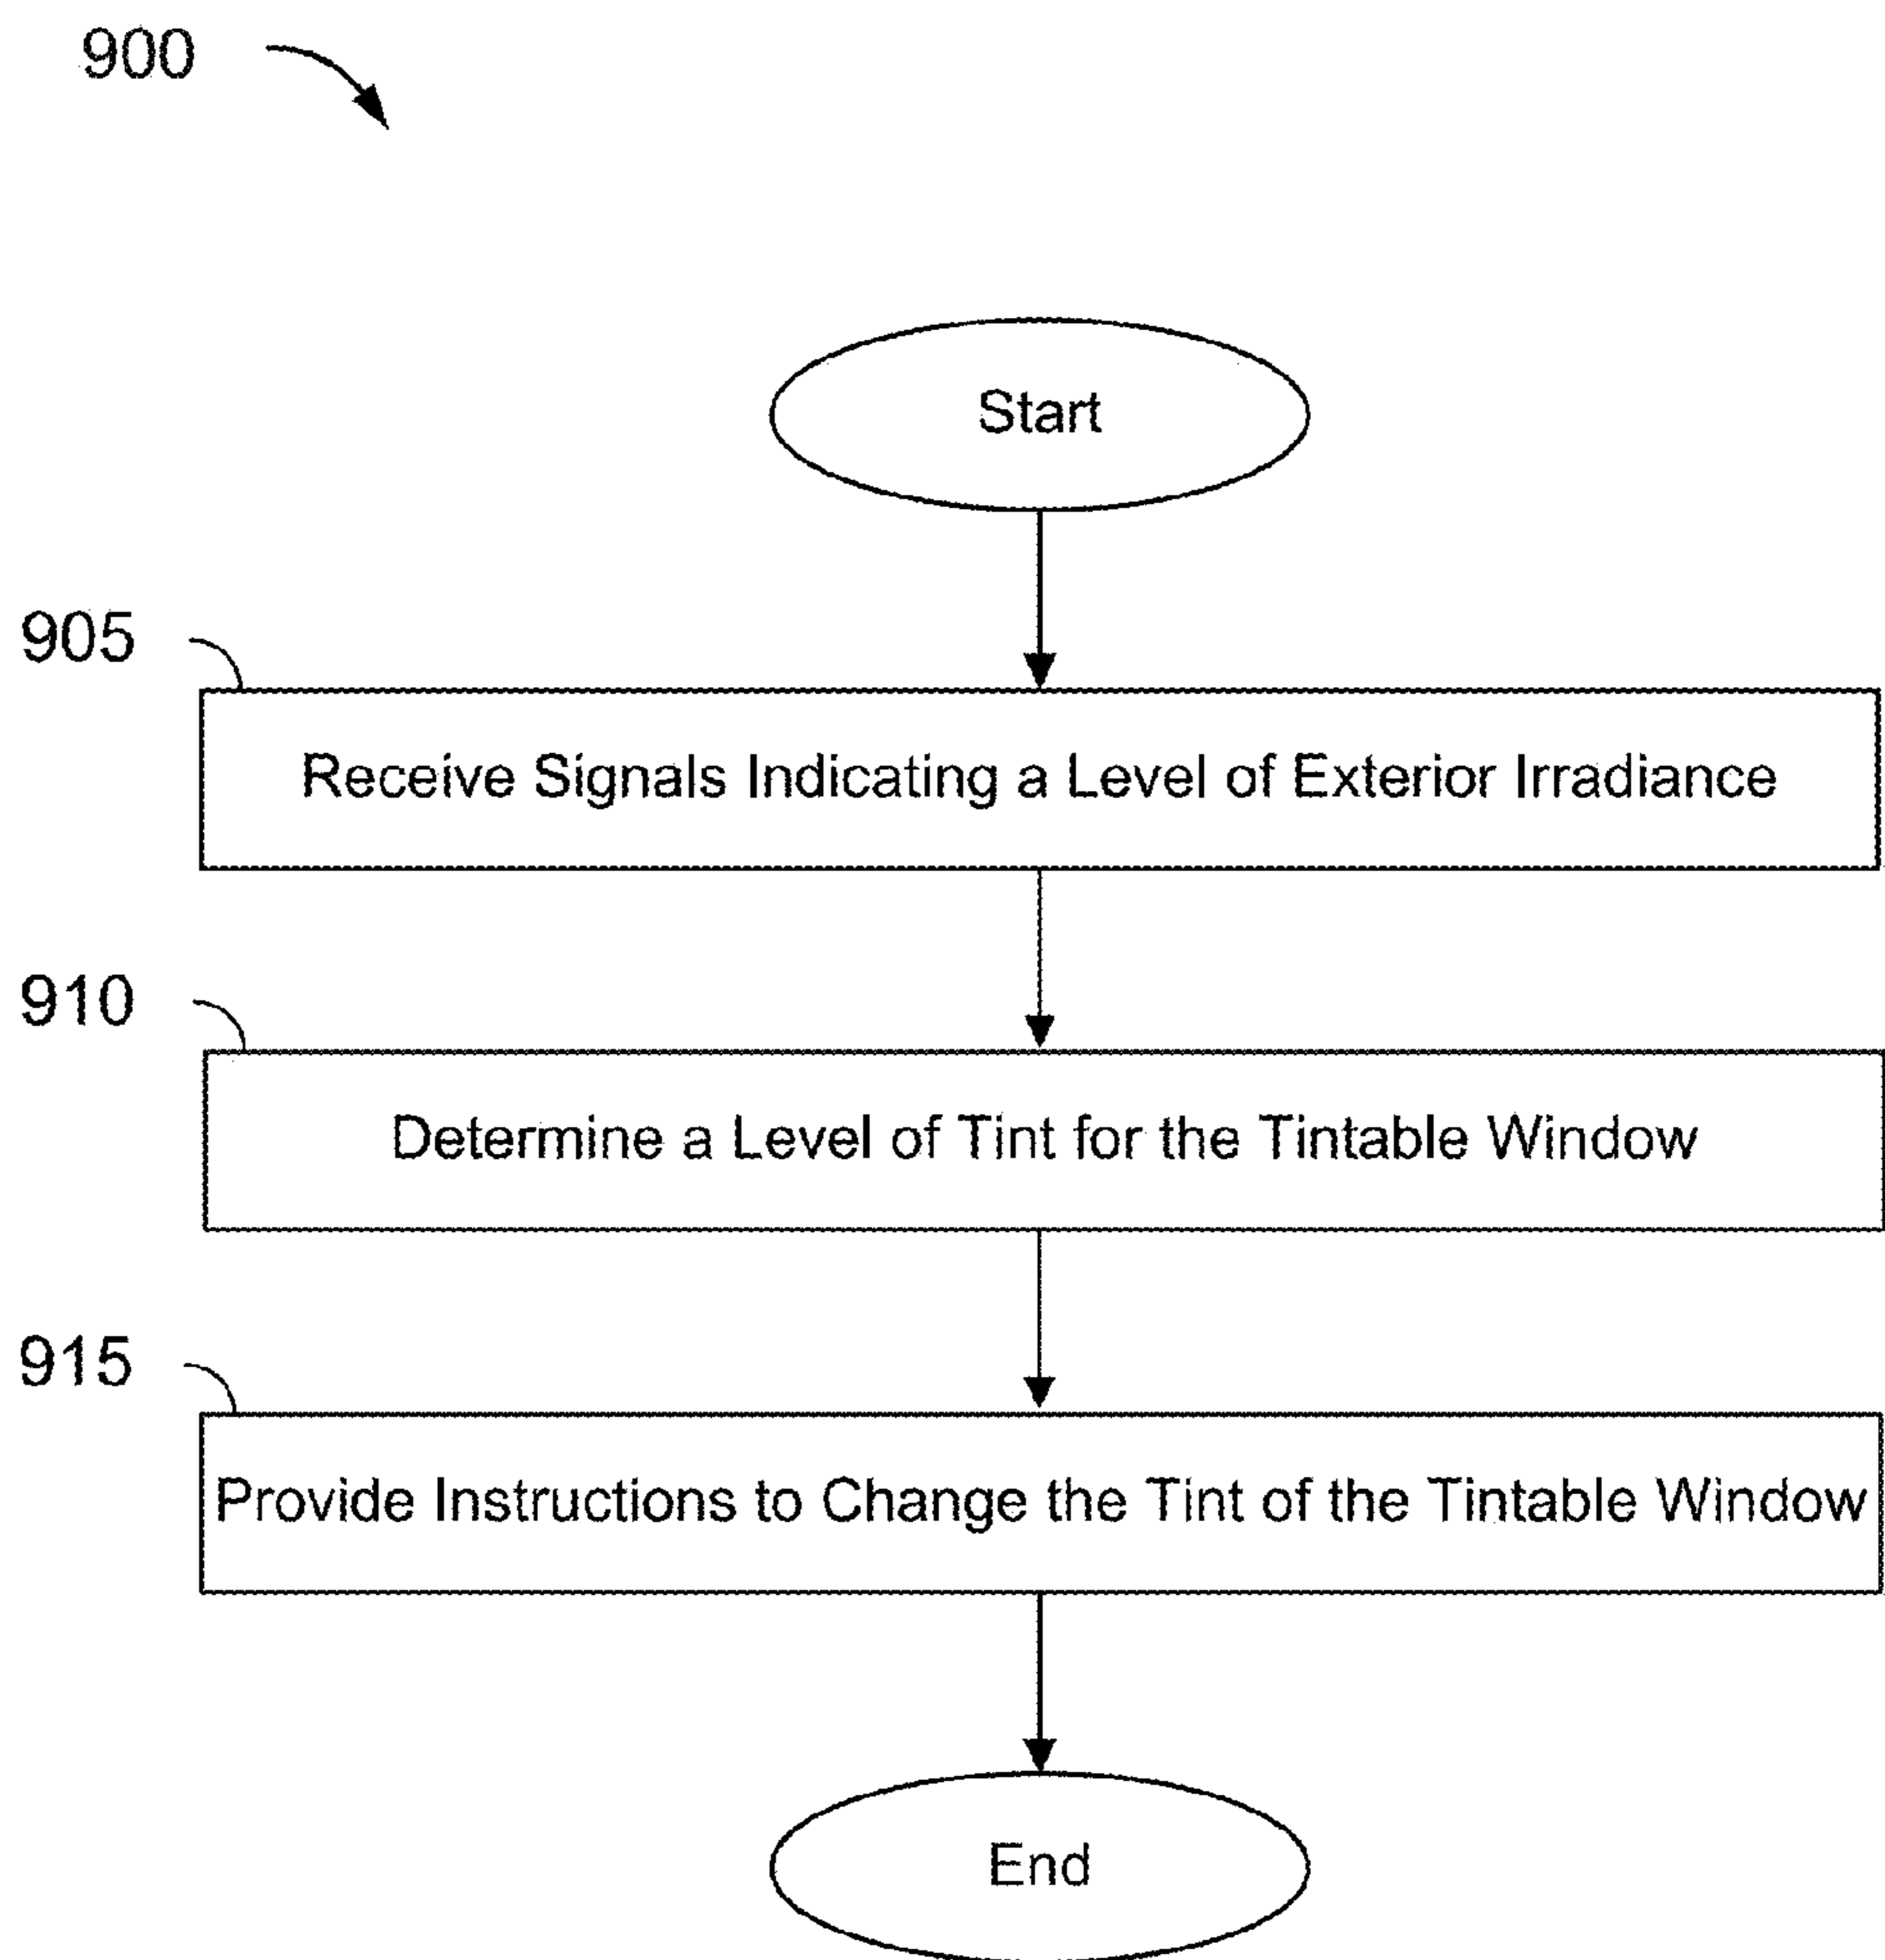 900
Start
905
Receive Signals Indicating a Level of Exterior Irradiance
910
Determine a Level of Tint for the Tintable Window
915
Provide Instructions to Change the Tint of the Tintable Window
End